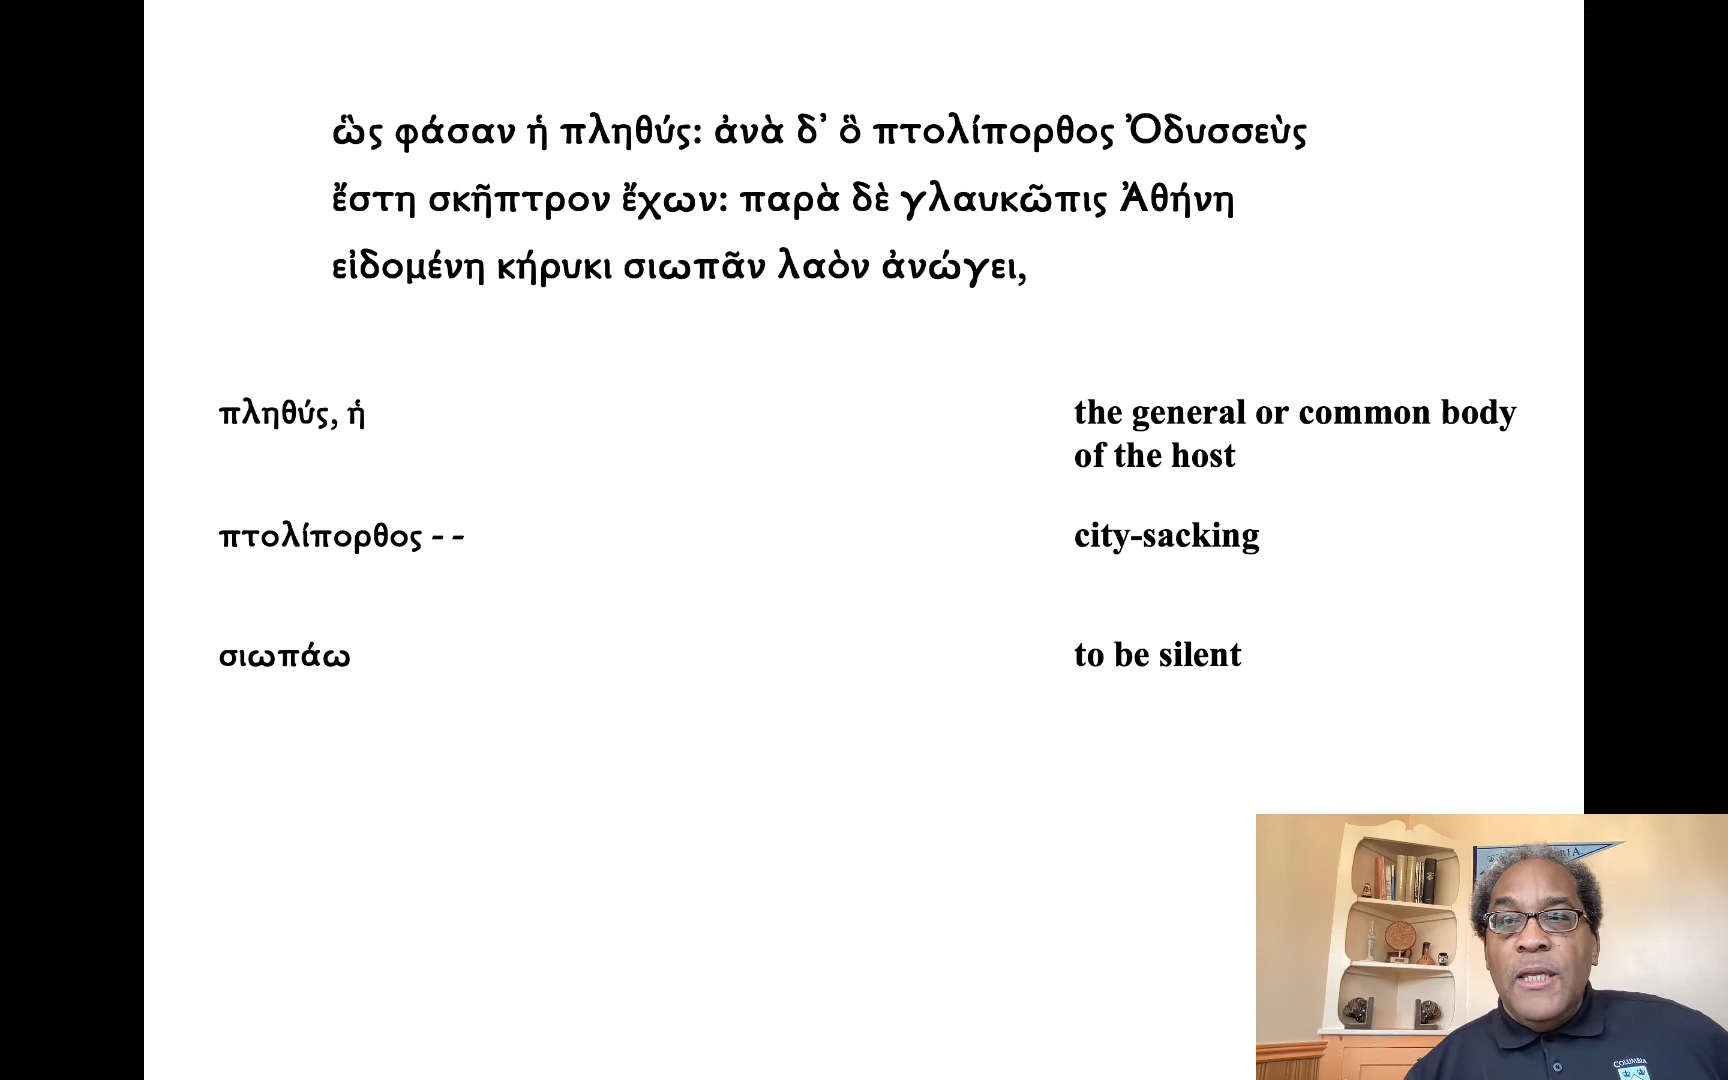 ὣς φάσαν ἡ πληθύς: ἀνὰ δ᾽ ὃ πτολίπορθος Ὀδυσσεὺς
ἔστη σκῆπτρον ἔχων: παρὰ δὲ γλαυκῶπις Ἀθήνη
εἰδομένη κήρυκι σιωπᾶν λαὸν ἀνώγει,
πληθύς, ἡ
the general or common body
of the host
πτολίπορθος - -
city-sacking
σιωπάω
to be silent
COLUMBIA